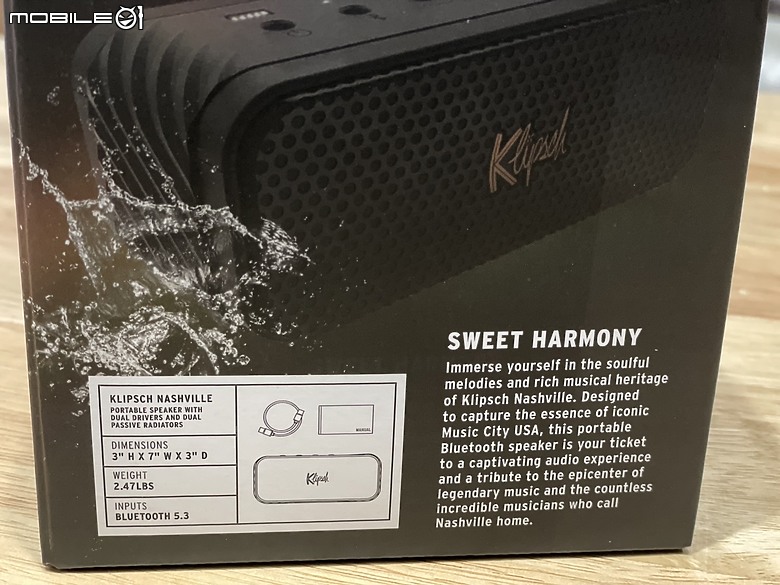 MOBILE01
Klipsch
SWEET HARMONY
Immerse yourself in the soulful
melodies and rich musical heritage
of Klipsch Nashville. Designed
to capture the essence of iconic
Music City USA, this portable
Bluetooth speaker is your ticket
to a captivating audio experience
and a tribute to the epicenter of
legendary music and the countless
incredible musicians who call
Nashville home.
KLIPSCH NASHVILLE
PORTABLE SPEAKER WITH
DUAL DRIVERS AND DUAL
PASSIVE RADIATORS
DIMENSIONS
3" H X 7" W X 3" D
WEIGHT
2.47LBS
INPUTS
BLUETOOTH 5.3
MANUAL
Klipsch